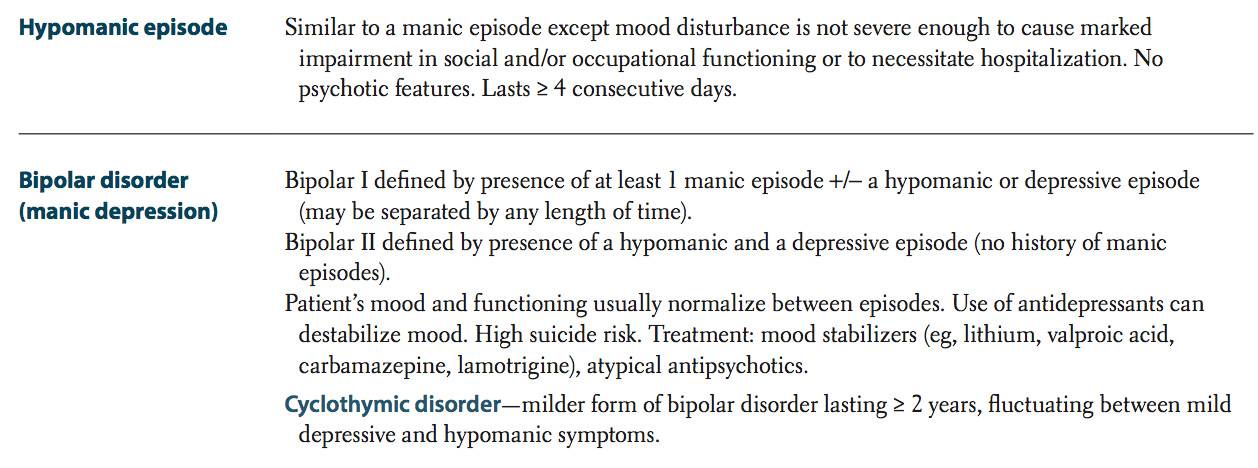 Hypomanic episode
Similar to a manic episode except mood disturbance is not severe enough to cause marked
impairment in social and/or occupational functioning or to necessitate hospitalization. No
psychotic features. Lasts ≥ 4 consecutive days.
Bipolar disorder
(manic depression)
Bipolar I defined by presence of at least 1 manic episode +/− a hypomanic or depressive episode
(may be separated by any length of time).
Bipolar II defined by presence of a hypomanic and a depressive episode (no history of manic
episodes).
Patient’s mood and functioning usually normalize between episodes. Use of antidepressants can
destabilize mood. High suicide risk. Treatment: mood stabilizers (eg, lithium, valproic acid,
carbamazepine, lamotrigine), atypical antipsychotics.
Cyclothymic disorder—milder form of bipolar disorder lasting ≥ 2 years, fluctuating between mild
depressive and hypomanic symptoms.